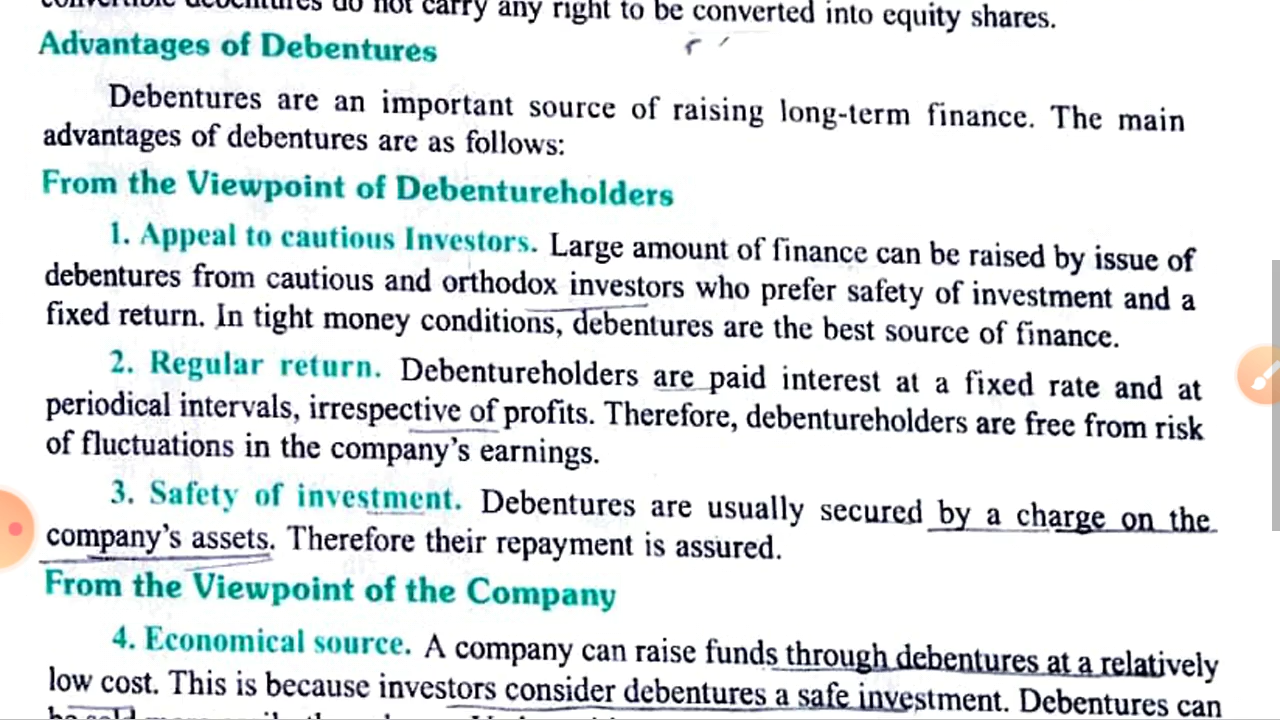 convertible debentures do not carry any right to be converted into equity shares.
Advantages of Debentures
Debentures are an important source of raising long-term finance. The main
advantages of debentures are as follows:
From the Viewpoint of Debentureholders
1. Appeal to cautious Investors. Large amount of finance can be raised by issue of
debentures from cautious and orthodox investors who prefer safety of investment and a
fixed return. In tight money conditions, debentures are the best source of finance.
2. Regular return. Debentureholders are paid interest at a fixed rate and at
periodical intervals, irrespective of profits. Therefore, debentureholders are free from risk
of fluctuations in the company's earnings.
3. Safety of investment. Debentures are usually secured by a charge on the
company's assets. Therefore their repayment is assured.
From the Viewpoint of the Company
4. Economical source. A company can raise funds through debentures at a relatively
low cost. This is because investors consider debentures a safe investment. Debentures can
be sold